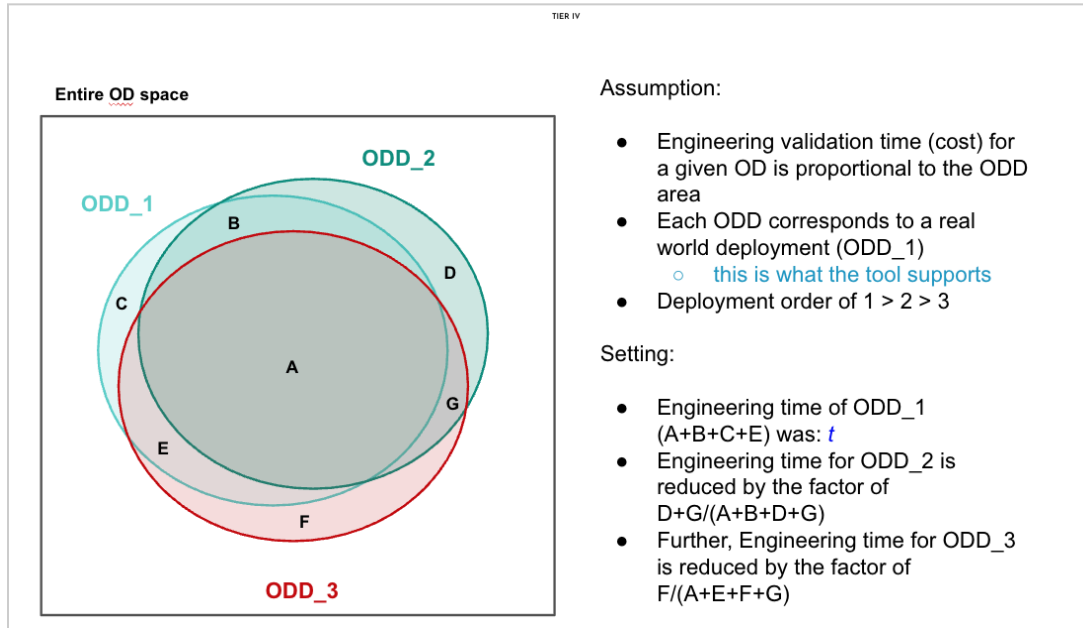 TIER IV
Entire OD space
ODD_2
ODD_1
B
D
C
A
G
E
F
ODD_3
Assumption:
● Engineering validation time (cost) for
a given OD is proportional to the ODD
area
● Each ODD corresponds to a real
world deployment (ODD_1)
○ this is what the tool supports
● Deployment order of 1 > 2 > 3
Setting:
● Engineering time of ODD_1
(A+B+C+E) was: t
● Engineering time for ODD_2 is
reduced by the factor of
D+G/(A+B+D+G)
● Further, Engineering time for ODD_3
is reduced by the factor of
F/(A+E+F+G)